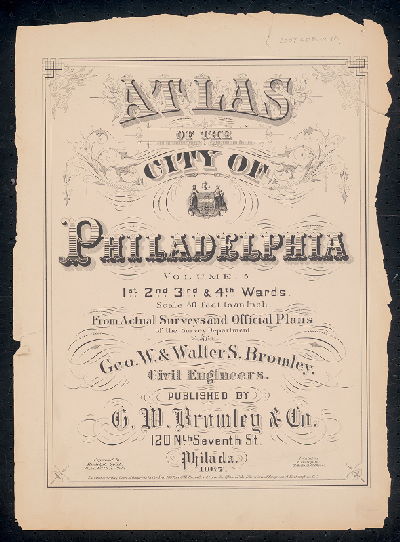 ATLAS
OF THE
CITY OF
PHILADELPHIA
VOLUME 5
1st 2nd 3rd & 4th Wards.
Scale 50 feet to an Inch
From Actual Surveys and Official Plans
of the Survey Department
Geo. W. & Walter S. Bromley,
Civil Engineers.
PUBLISHED BY
G. W. Bromley & Co.
120 Nth Seventh St.
Philada.